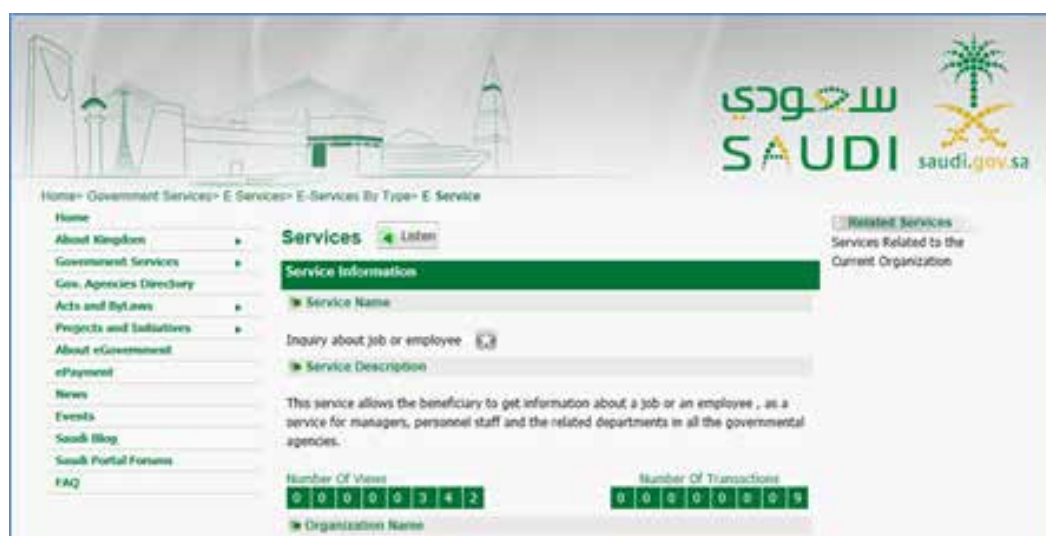 سعودي
SAUDI
saudi.gov.sa
Home> Government Services> E Services> E-Services By Type> E Service
Home
About Kingdom
Government Services
Gov. Agencies Directory
Acts and ByLaws
Projects and Initiatives
About eGovernment
ePayment
News
Events
Saudi Blog
Saudi Portal Forums
FAQ
Services
Listen
Service Information
Service Name
Inquiry about job or employee
Service Description
This service allows the beneficiary to get information about a job or an employee , as a
service for managers, personnel staff and the related departments in all the governmental
agencies.
Number Of Views
0 0 0 0 0 3 4 2
Number Of Transactions
0 0 0 0 0 0 0 9
Organization Name
Related Services
Services Related to the
Current Organization